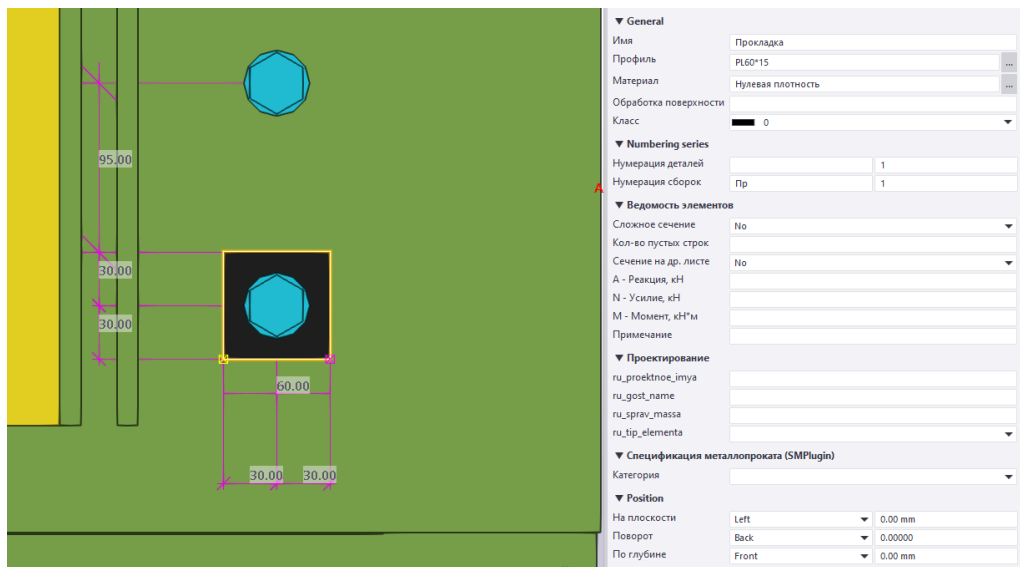 95.00
30.00
30.00
60.00
30.00 30.00
A
General
Имя Прокладка
Профиль PL60*15 ...
Материал Нулевая плотность ...
Обработка поверхности
Класс 0
Numbering series
Нумерация деталей 1
Нумерация сборок Пр 1
Ведомость элементов
Сложное сечение No
Кол-во пустых строк
Сечение на др. листе No
A - Реакция, кН
N - Усилие, кН
M - Момент, кН*м
Примечание
Проектирование
ru_proektnoe_imya
ru_gost_name
ru_sprav_massa
ru_tip_elementa
Спецификация металлопроката (SMPlugin)
Категория
Position
На плоскости Left 0.00 mm
Поворот Back 0.00000
По глубине Front 0.00 mm